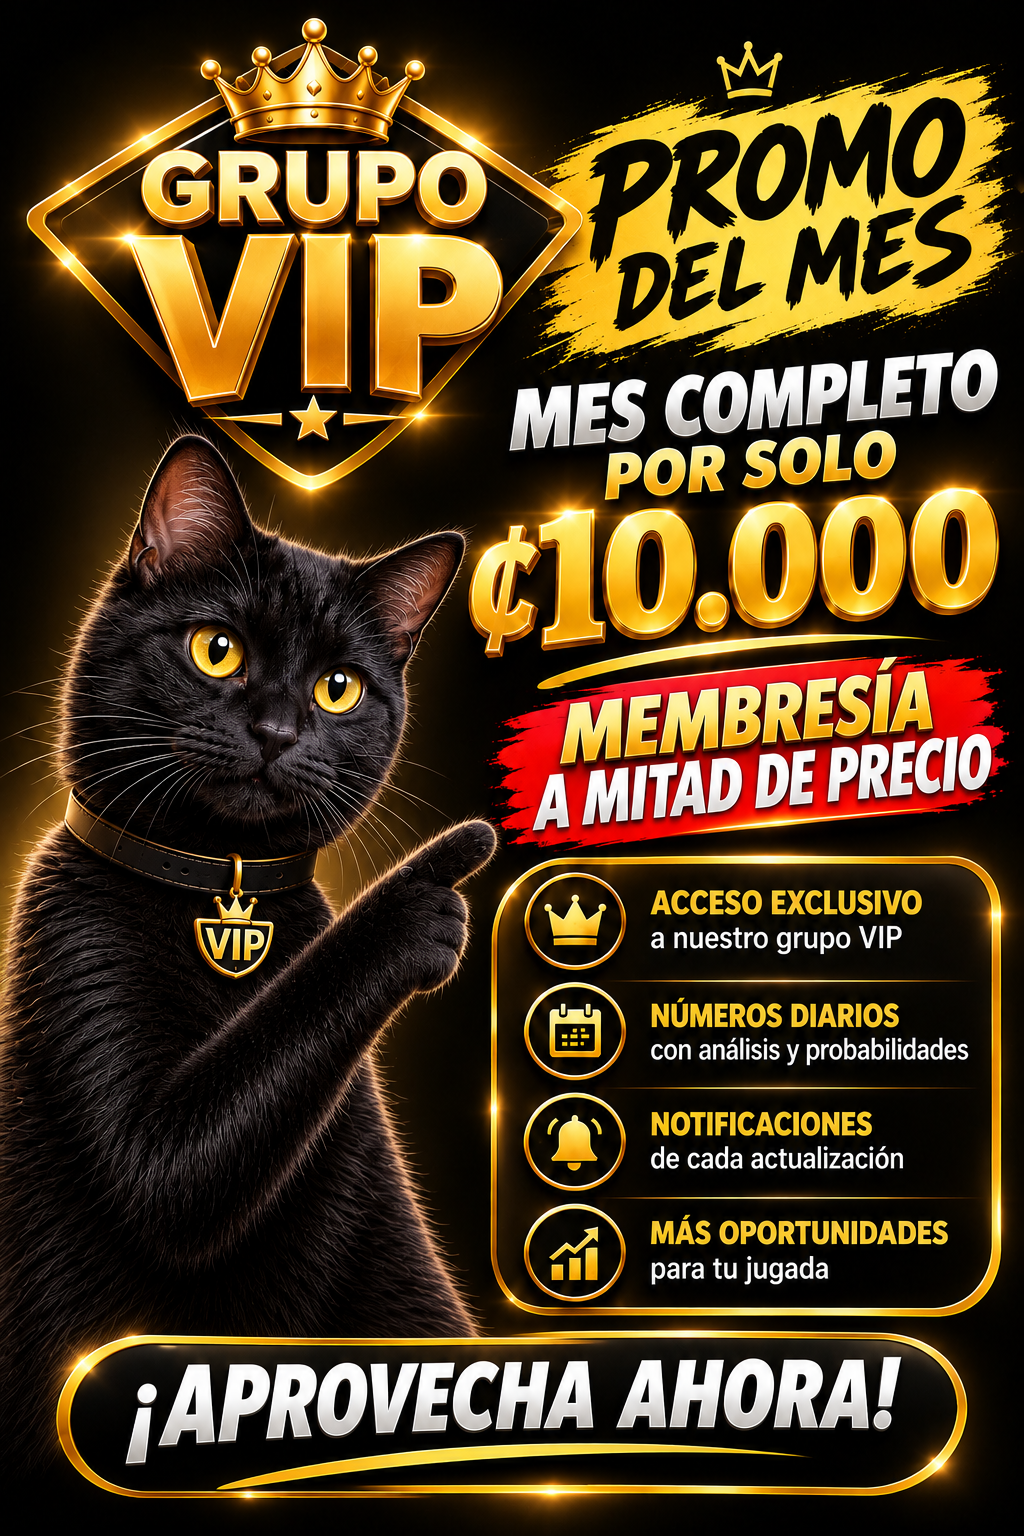 GRUPO
VIP
PROMO
DEL MES
MES COMPLETO
POR SOLO
₡10.000
MEMBRESÍA
A MITAD DE PRECIO
VIP
ACCESO EXCLUSIVO
a nuestro grupo VIP
NÚMEROS DIARIOS
con análisis y probabilidades
NOTIFICACIONES
de cada actualización
MÁS OPORTUNIDADES
para tu jugada
¡APROVECHA AHORA!